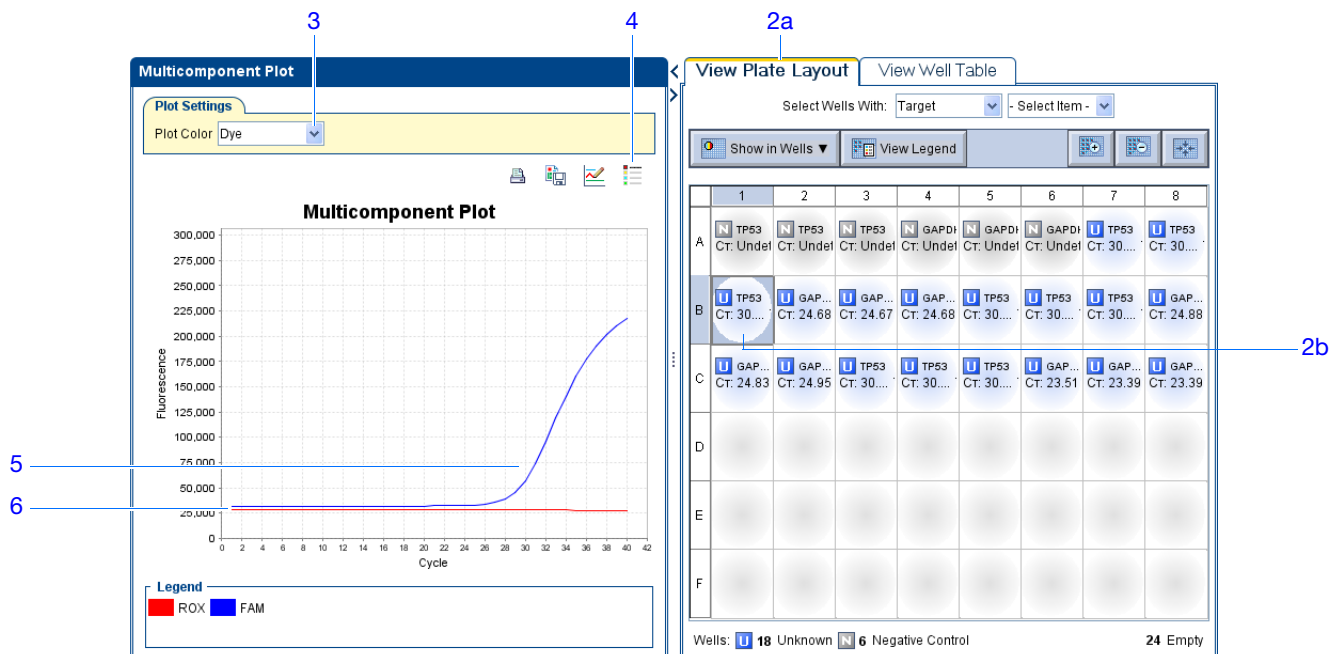 3
4
2a
Multicomponent Plot
Plot Settings
Plot Color Dye
Multicomponent Plot
300,000
275,000
250,000
225,000
200,000
175,000
150,000
125,000
100,000
75,000
50,000
25,000
0
Fluorescence
0 2 4 6 8 10 12 14 16 18 20 22 24 26 28 30 32 34 36 38 40 42
Cycle
5
6
Legend
ROX FAM
View Plate Layout View Well Table
Select Wells With: Target - Select Item -
Show in Wells ▼ View Legend
1 2 3 4 5 6 7 8
A
N TP53 N TP53 N TP53 N GAPDH N GAPDH N GAPDH U TP53 U TP53
CT: Undef CT: Undef CT: Undef CT: Undef CT: Undef CT: Undef CT: 30.... CT: 30....
B
U TP53 U GAP... U GAP... U GAP... U TP53 U TP53 U TP53 U GAP...
CT: 30.... CT: 24.68 CT: 24.67 CT: 24.68 CT: 30.... CT: 30.... CT: 30.... CT: 24.88
2b
C
U GAP... U GAP... U TP53 U TP53 U TP53 U GAP... U GAP... U GAP...
CT: 24.83 CT: 24.95 CT: 30.... CT: 30.... CT: 30.... CT: 23.51 CT: 23.39 CT: 23.39
D
E
F
Wells: U 18 Unknown N 6 Negative Control 24 Empty